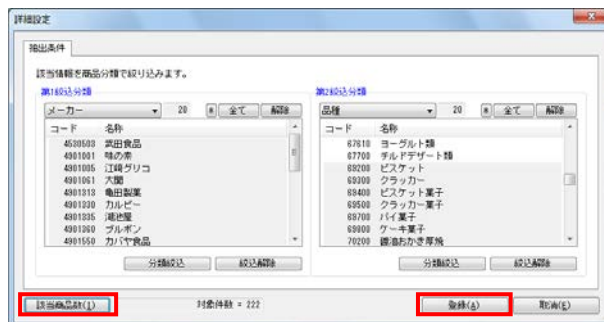 詳細設定
抽出条件
該当情報を商品分類で絞り込みます。
第1絞込分類
メーカー 20 * 全て 解除
コード 名称
4530503 武田食品
4901001 味の素
4901005 江崎グリコ
4901061 大関
4901313 亀田製菓
4901330 カルビー
4901335 湖池屋
4901360 ブルボン
4901550 カバヤ食品
分類絞込 絞込解除
第2絞込分類
品種 20 * 全て 解除
コード 名称
67610 ヨーグルト類
67700 チルドデザート類
69200 ビスケット
69300 クラッカー
69400 ビスケット菓子
69500 クラッカー菓子
69700 パイ菓子
69800 ケーキ菓子
70200 醤油おかき厚焼
分類絞込 絞込解除
該当商品数(I) 対象件数 = 222 登録(A) 取消(E)